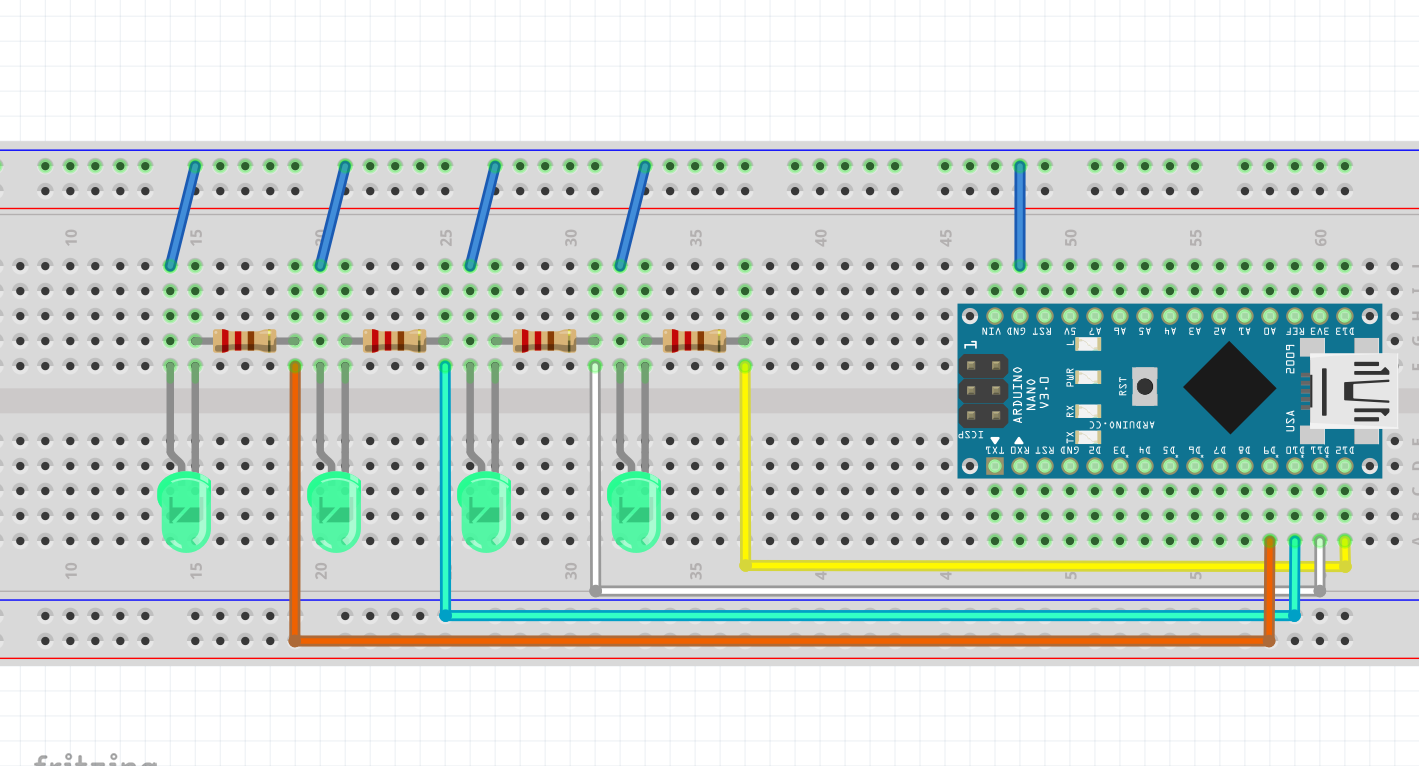 10 15 20 25 30 35 40 45 50 55 60
VIN GND RST 5V A7 A6 A5 A4 A3 A2 A1 A0 REF 3V3 D13
L
PWR
RX
TX
RST
ARDUINO
NANO
V3.0
ARDUINO.CC
ICSP
1
USA
2009
TX1 RX0 RST GND D2 D3 D4 D5 D6 D7 D8 D9 D10 D11 D12
10 15 20 30 35 4 5 5
fritzing